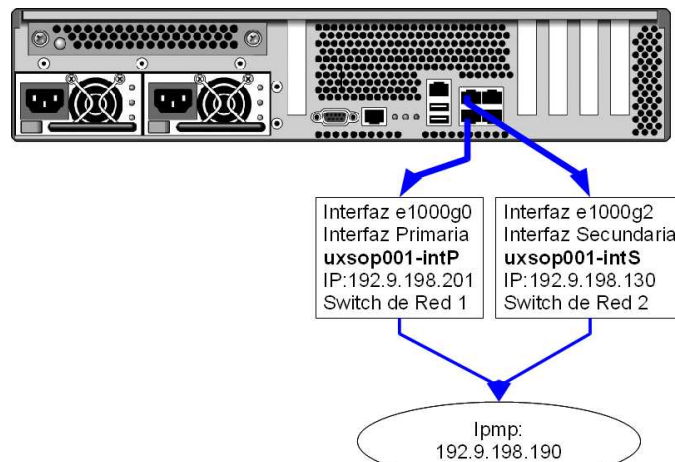 Interfaz e1000g0
Interfaz Primaria
uxsop001-intP
IP:192.9.198.201
Switch de Red 1
Interfaz e1000g2
Interfaz Secundaria
uxsop001-intS
IP:192.9.198.130
Switch de Red 2
Ipmp:
192.9.198.190